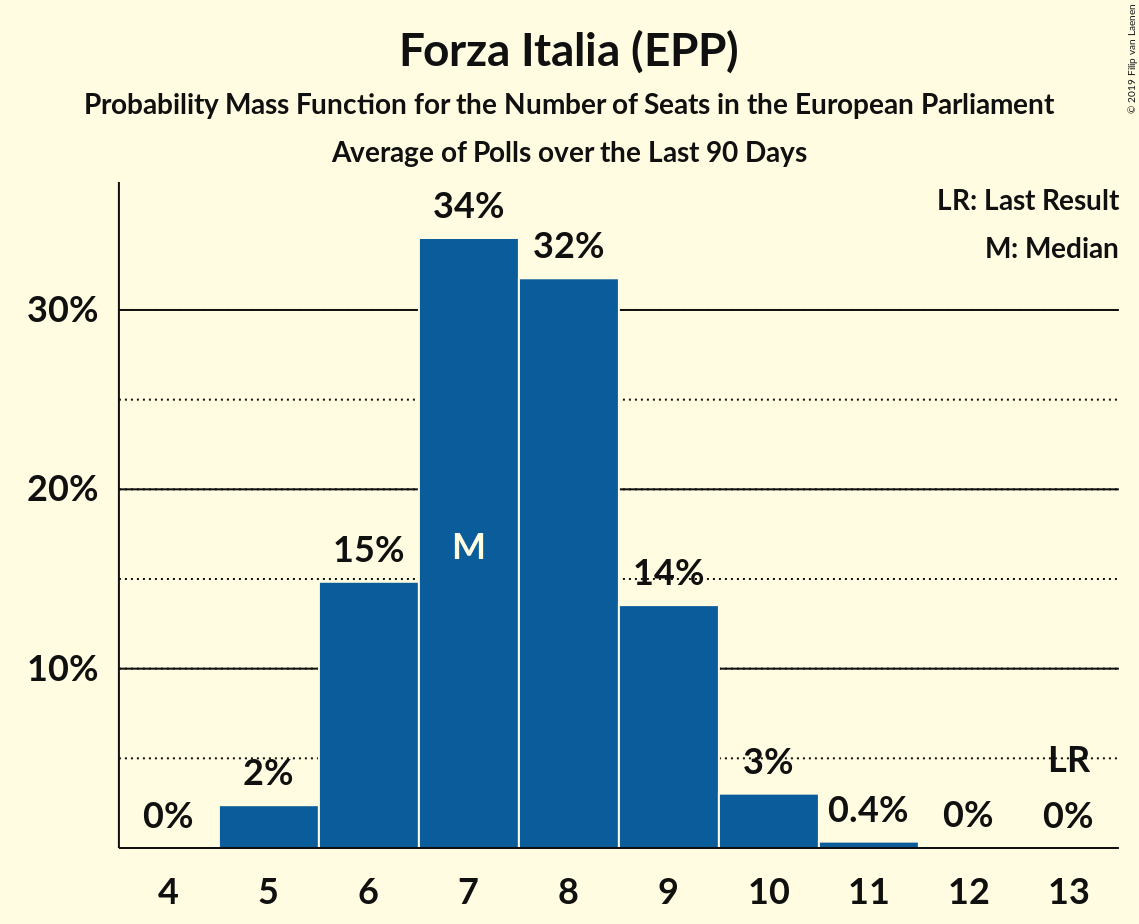 Forza Italia (EPP)
Probability Mass Function for the Number of Seats in the European Parliament
Average of Polls over the Last 90 Days
© 2019 Filip van Laenen
LR: Last Result
M: Median
34%
32%
30%
20%
15%
M
14%
10%
2%
3%
LR
0%
0.4%
0%
0%
4 5 6 7 8 9 10 11 12 13